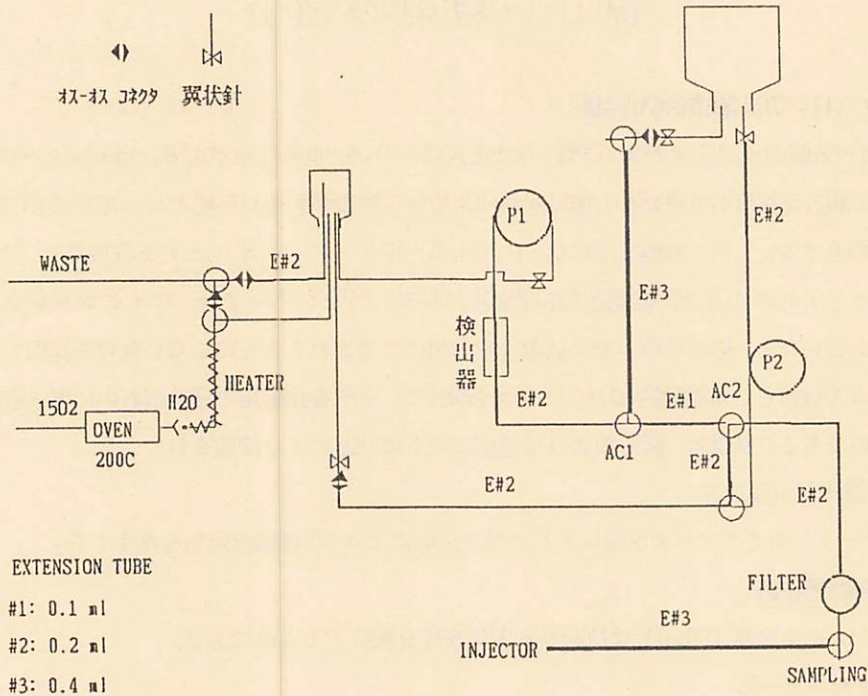 オス-オス コネクタ
翼状針
P1
E#2
WASTE
E#2
E#3
検出器
P2
HEATER
AC2
1502
H2O
E#2
E#1
OVEN
AC1
E#2
200C
E#2
E#2
EXTENSION TUBE
FILTER
#1: 0.1 ml
E#3
#2: 0.2 ml
INJECTOR
SAMPLING
#3: 0.4 ml